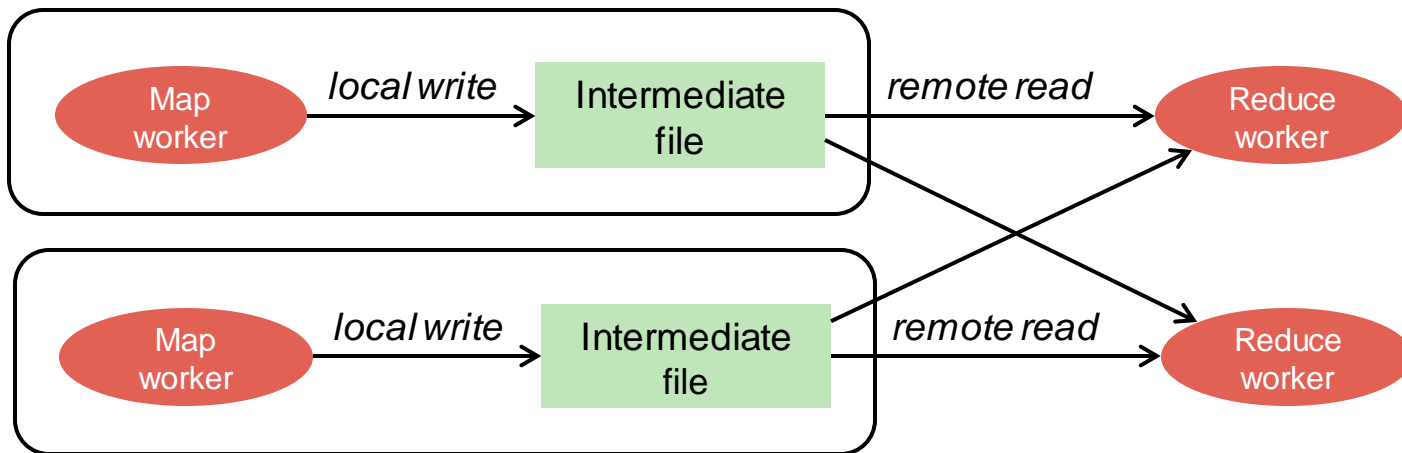 Map
worker
local write
Intermediate
file
remote read
Reduce
worker
Map
worker
local write
Intermediate
file
remote read
Reduce
worker